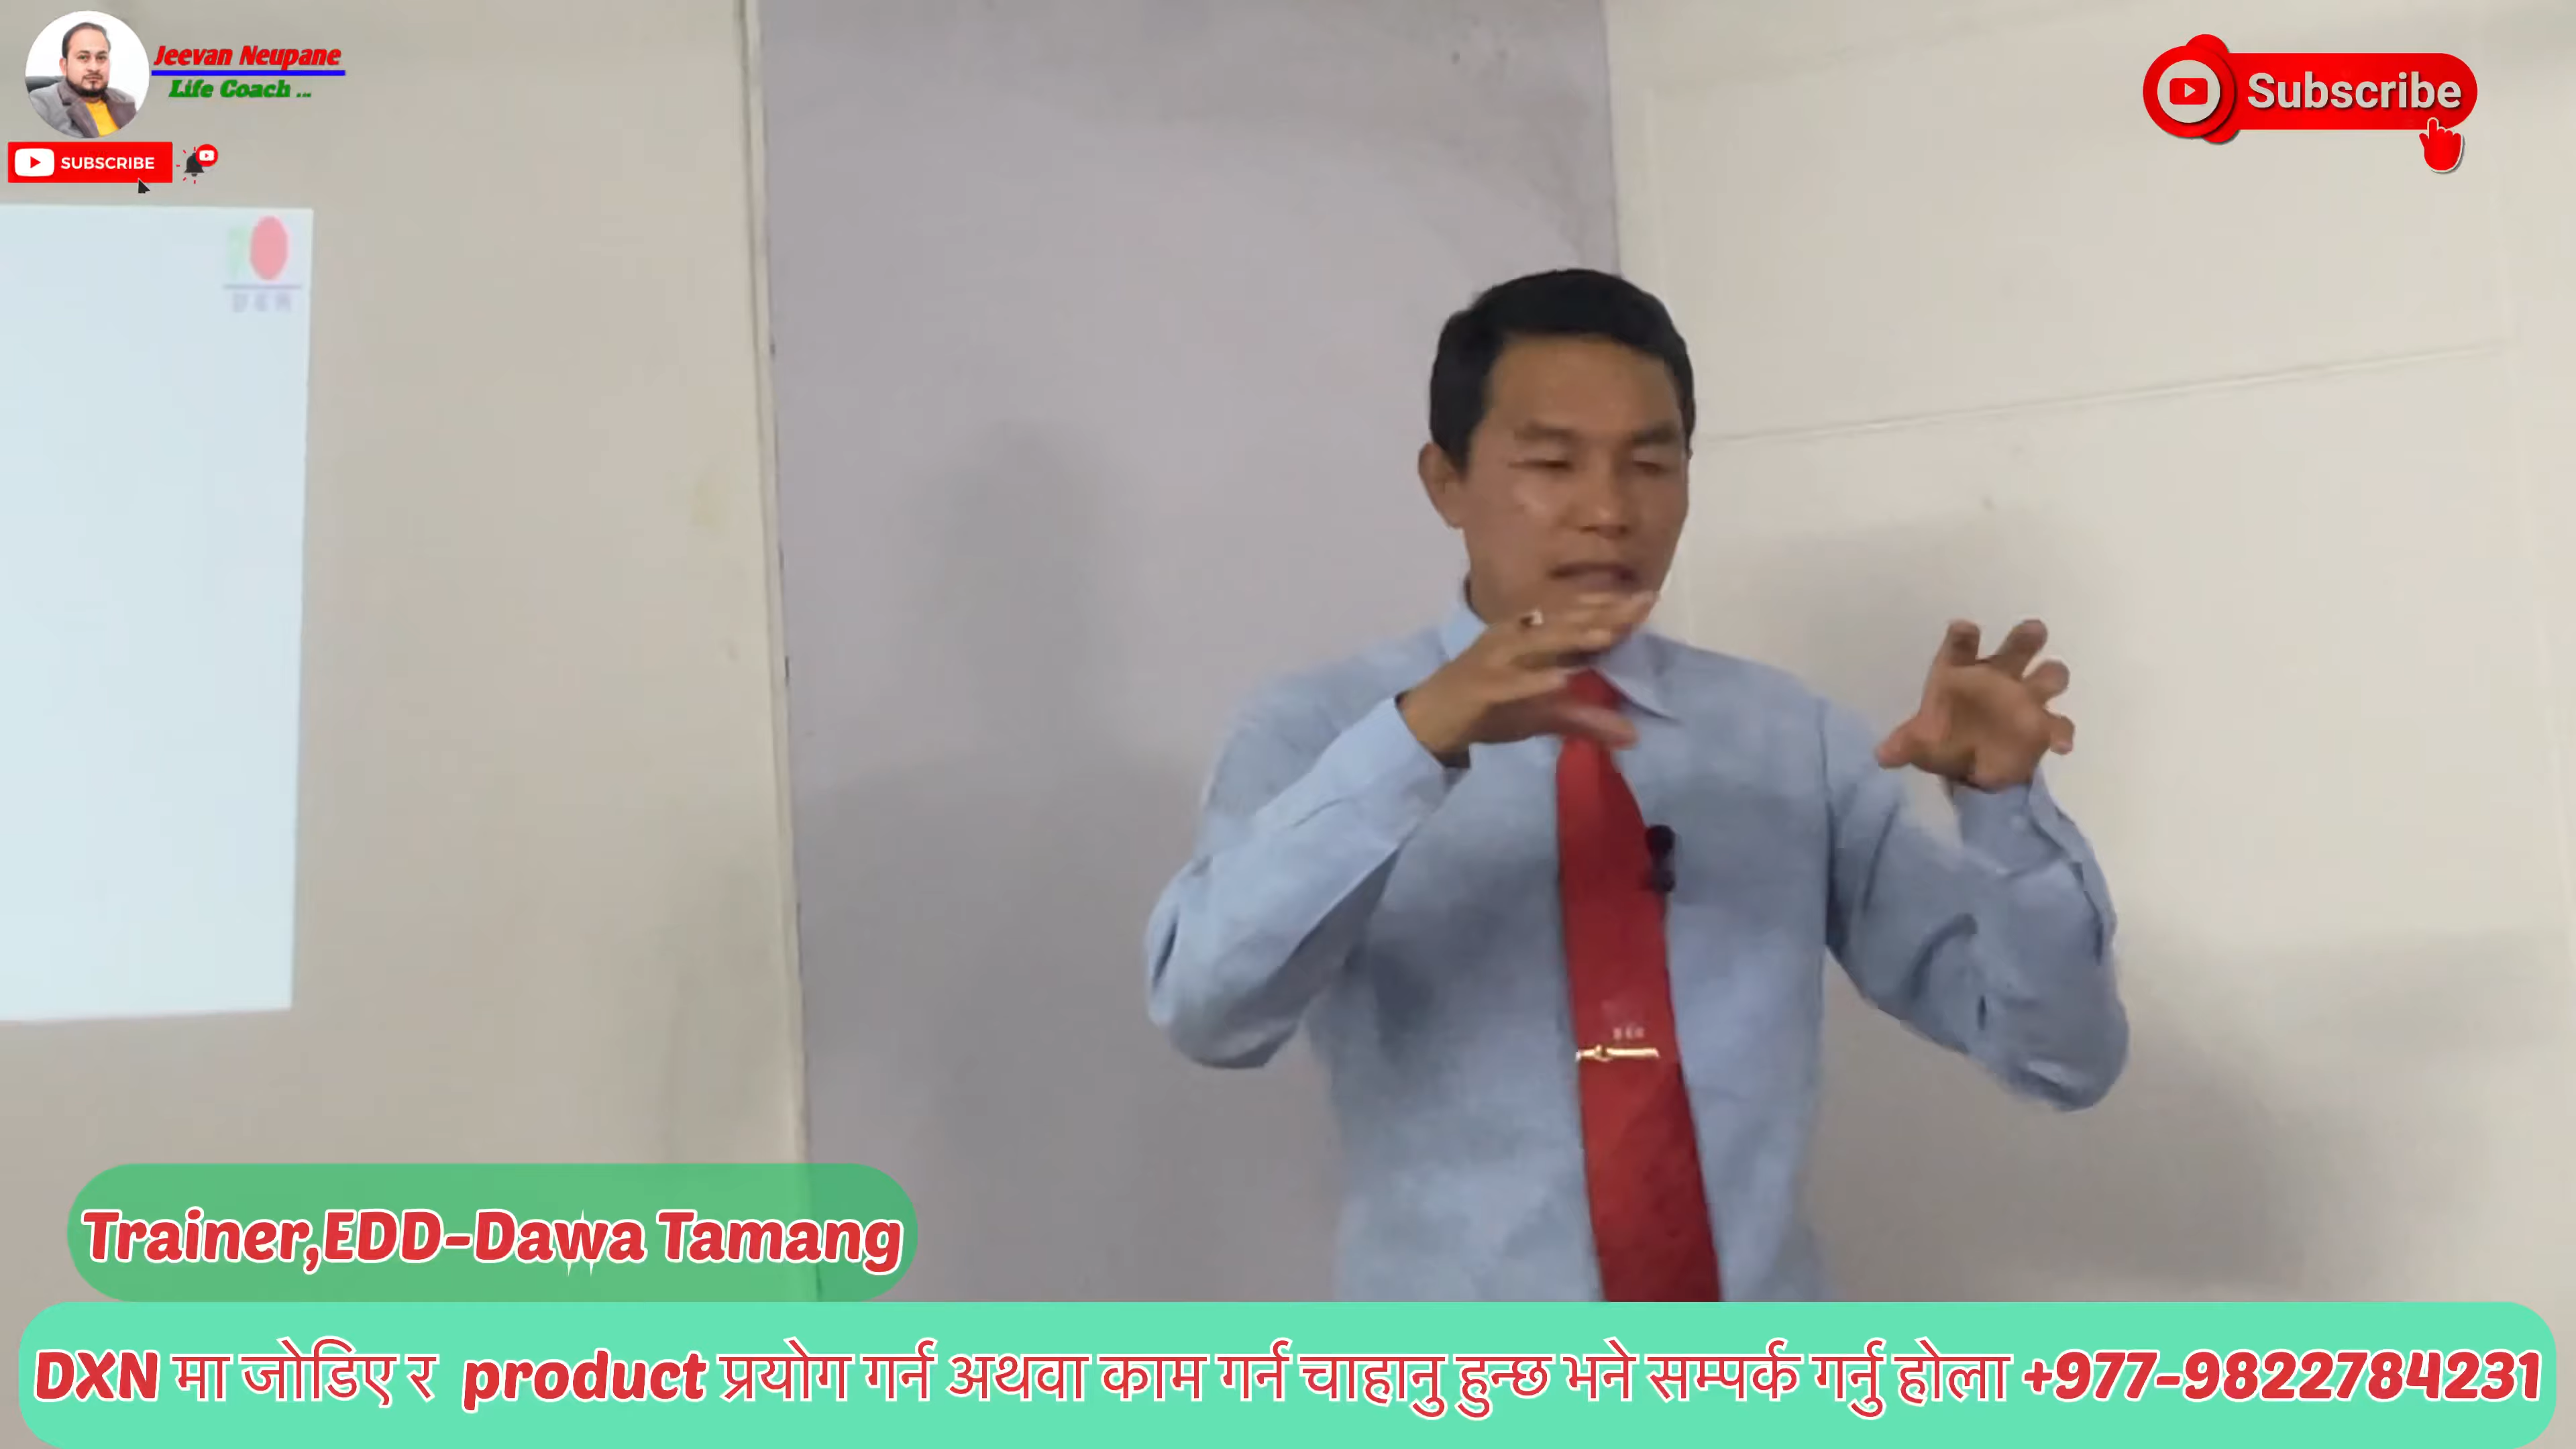 Jeevan Neupane
Life Coach ...
SUBSCRIBE
Subscribe
Trainer,EDD-Dawa Tamang
DXN मा जोडिए र product प्रयोग गर्न अथवा काम गर्न चाहानु हुन्छ भने सम्पर्क गर्नु होला +977-9822784231